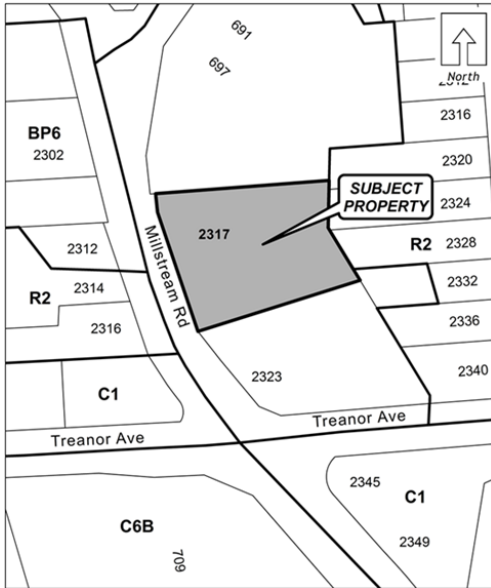 691
697
North
2316
BP6
2302
2320
SUBJECT
PROPERTY
2324
2317
R2
2328
Millstream Rd
2312
2314
R2
2316
2332
2336
2323
2340
C1
Treanor Ave
Treanor Ave
2345
C1
C6B
709
2349